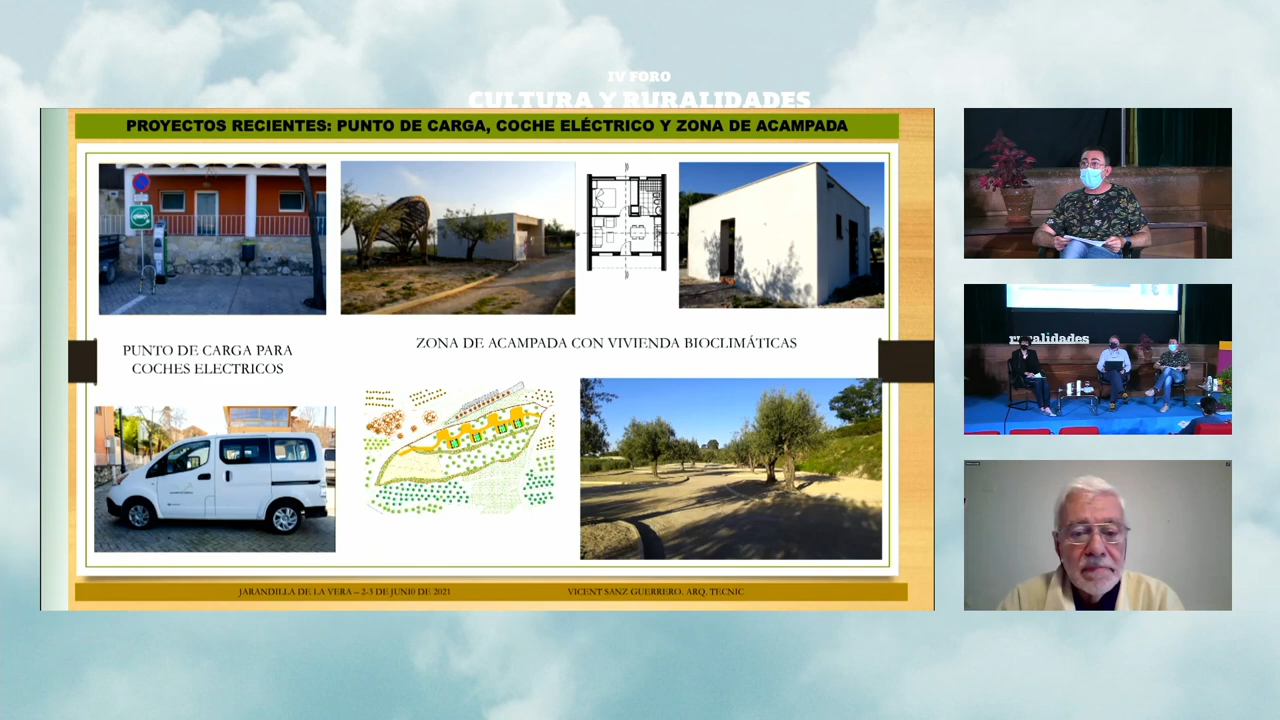 IV FORO
CULTURA Y RURALIDADES
PROYECTOS RECIENTES: PUNTO DE CARGA, COCHE ELÉCTRICO Y ZONA DE ACAMPADA
PUNTO DE CARGA PARA
COCHES ELECTRICOS
ZONA DE ACAMPADA CON VIVIENDA BIOCLIMÁTICAS
JARANDILLA DE LA VERA – 2-3 DE JUNI0 DE 2021
VICENT SANZ GUERRERO. ARQ. TECNIC
ruralidades